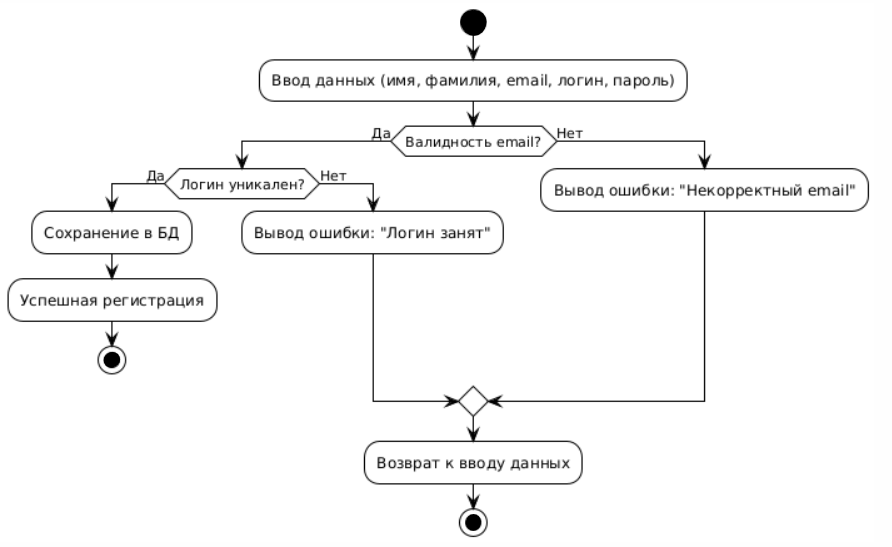 Ввод данных (имя, фамилия, email, логин, пароль)
Да
Валидность email?
Нет
Да
Логин уникален?
Нет
Вывод ошибки: "Некорректный email"
Сохранение в БД
Вывод ошибки: "Логин занят"
Успешная регистрация
Возврат к вводу данных